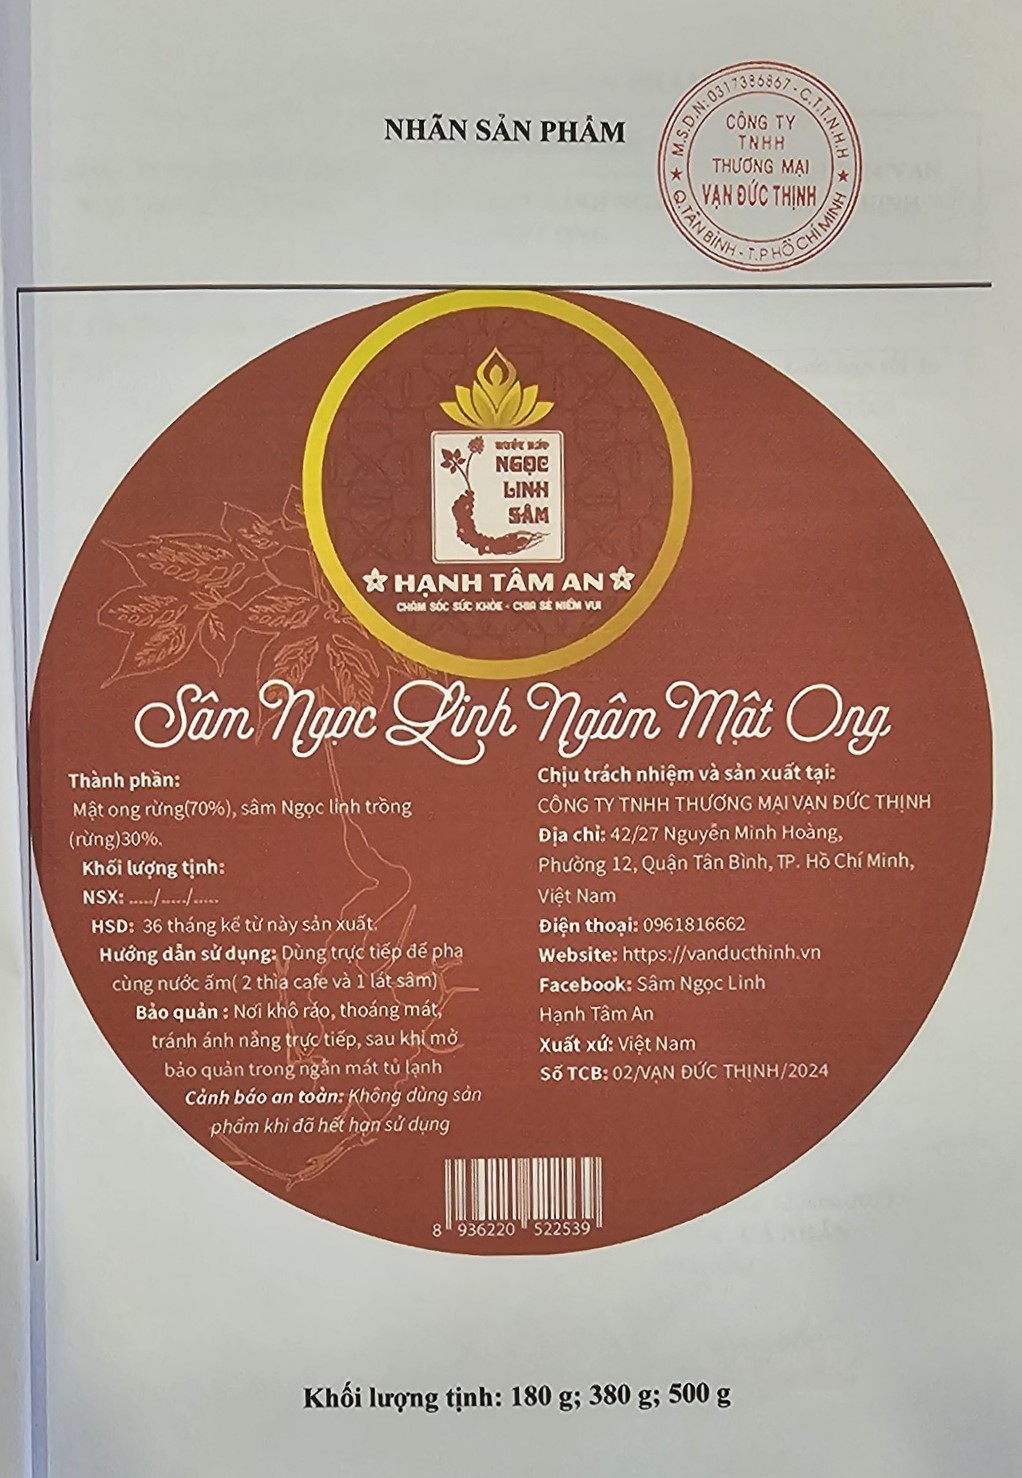 NHÃN SẢN PHẨM
M.S.D.N: 0317386867 - C.T.T.N.H.H
CÔNG TY
TNHH
THƯƠNG MẠI
VẠN ĐỨC THỊNH
Q.TÂN BÌNH - T.P HỒ CHÍ MINH
QUỐC BẢO
NGỌC
LINH
SÂM
HẠNH TÂM AN
CHĂM SÓC SỨC KHỎE - CHIA SẺ NIỀM VUI
Sâm Ngọc Linh Ngâm Mật Ong
Thành phần:
Mật ong rừng(70%), sâm Ngọc linh trồng
(rừng)30%.
Khối lượng tịnh:
NSX: ...../...../.....
HSD: 36 tháng kể từ này sản xuất.
Hướng dẫn sử dụng: Dùng trực tiếp để pha
cùng nước ấm( 2 thìa cafe và 1 lát sâm)
Bảo quản : Nơi khô ráo, thoáng mát,
tránh ánh nắng trực tiếp, sau khi mở
bảo quản trong ngăn mát tủ lạnh
Cảnh báo an toàn: Không dùng sản
phẩm khi đã hết hạn sử dụng
Chịu trách nhiệm và sản xuất tại:
CÔNG TY TNHH THƯƠNG MẠI VẠN ĐỨC THỊNH
Địa chỉ: 42/27 Nguyễn Minh Hoàng,
Phường 12, Quận Tân Bình, TP. Hồ Chí Minh,
Việt Nam
Điện thoại: 0961816662
Website: https://vanducthinh.vn
Facebook: Sâm Ngọc Linh
Hạnh Tâm An
Xuất xứ: Việt Nam
Số TCB: 02/VẠN ĐỨC THỊNH/2024
8 936220 522539
Khối lượng tịnh: 180 g; 380 g; 500 g